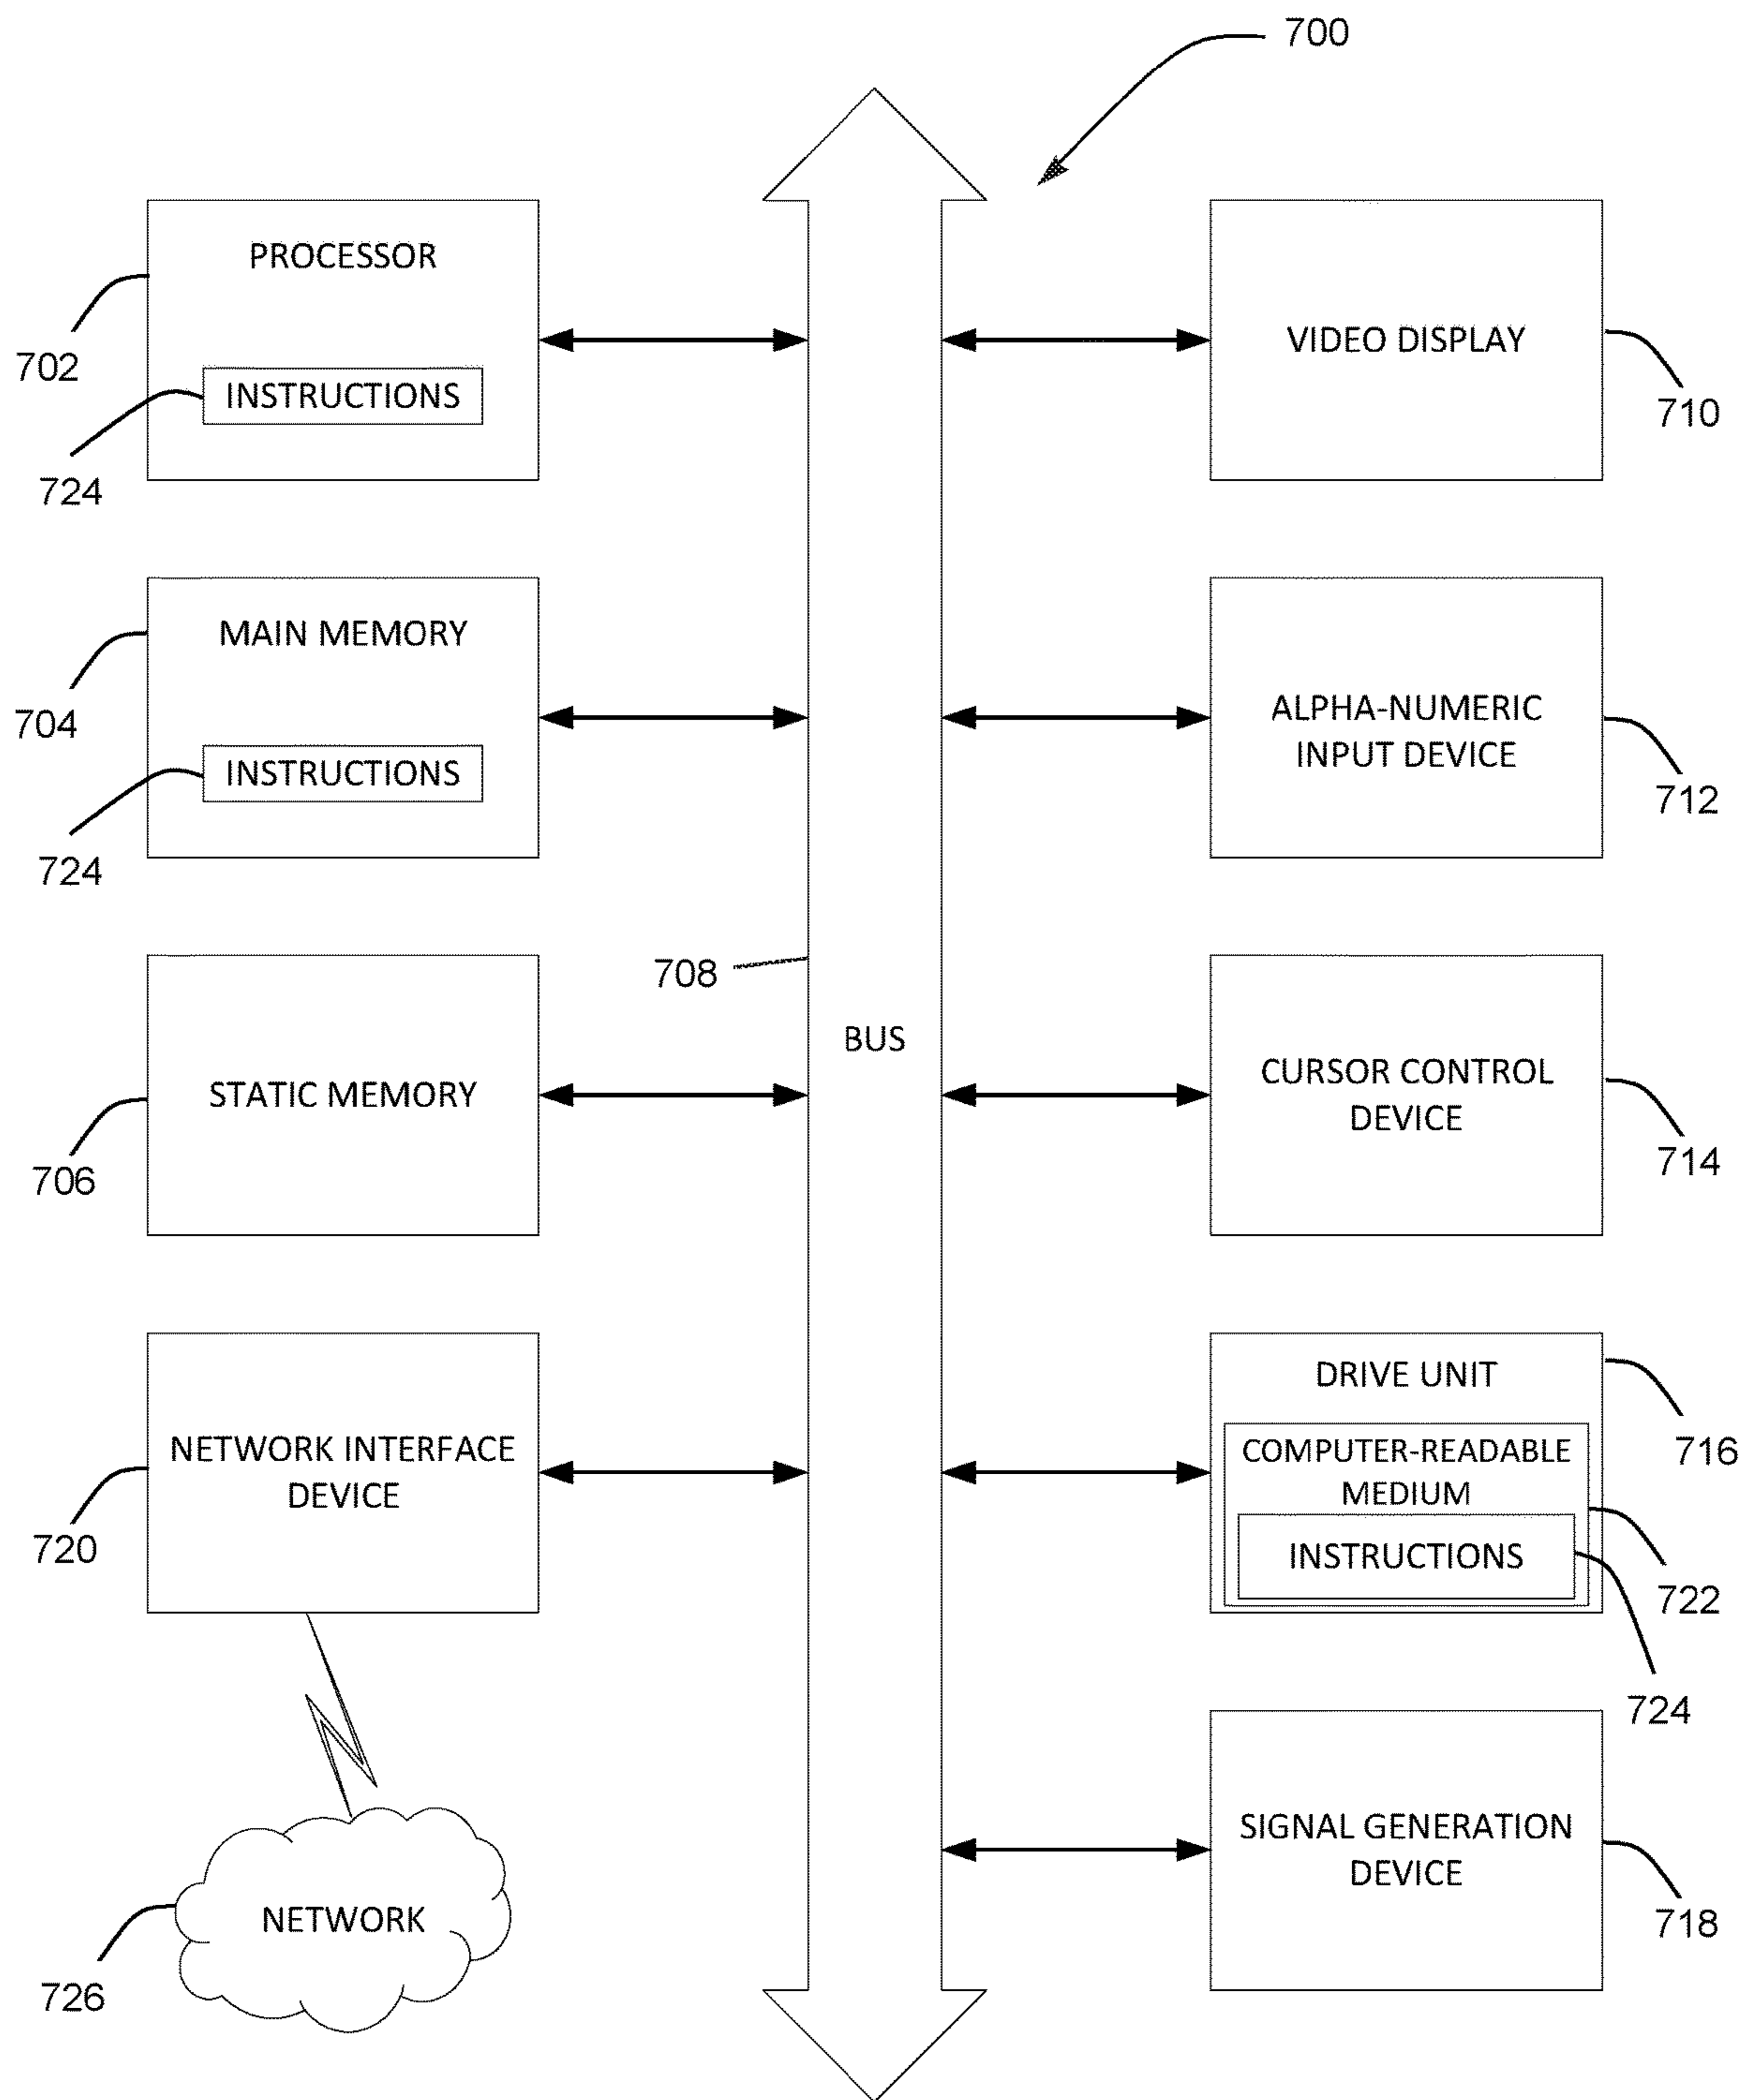 700
PROCESSOR
702
INSTRUCTIONS
724
VIDEO DISPLAY
710
MAIN MEMORY
704
INSTRUCTIONS
724
ALPHA-NUMERIC
INPUT DEVICE
712
708
BUS
STATIC MEMORY
706
CURSOR CONTROL
DEVICE
714
NETWORK INTERFACE
DEVICE
720
DRIVE UNIT
716
COMPUTER-READABLE
MEDIUM
722
INSTRUCTIONS
724
NETWORK
726
SIGNAL GENERATION
DEVICE
718